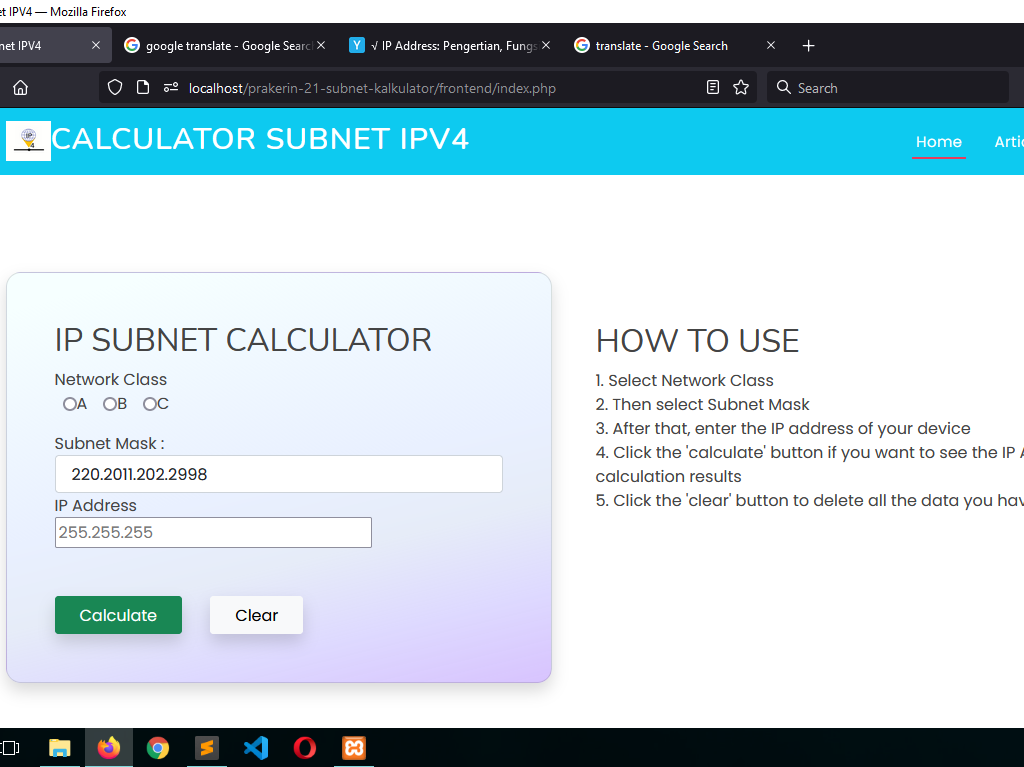 net IPV4 — Mozilla Firefox
net IPV4
google translate - Google Searc
√ IP Address: Pengertian, Fungs
translate - Google Search
localhost/prakerin-21-subnet-kalkulator/frontend/index.php
Search
CALCULATOR SUBNET IPV4
Home
Artic
IP SUBNET CALCULATOR
Network Class
A B C
Subnet Mask :
220.2011.202.2998
IP Address
255.255.255
Calculate
Clear
HOW TO USE
1. Select Network Class
2. Then select Subnet Mask
3. After that, enter the IP address of your device
4. Click the 'calculate' button if you want to see the IP A
calculation results
5. Click the 'clear' button to delete all the data you hav